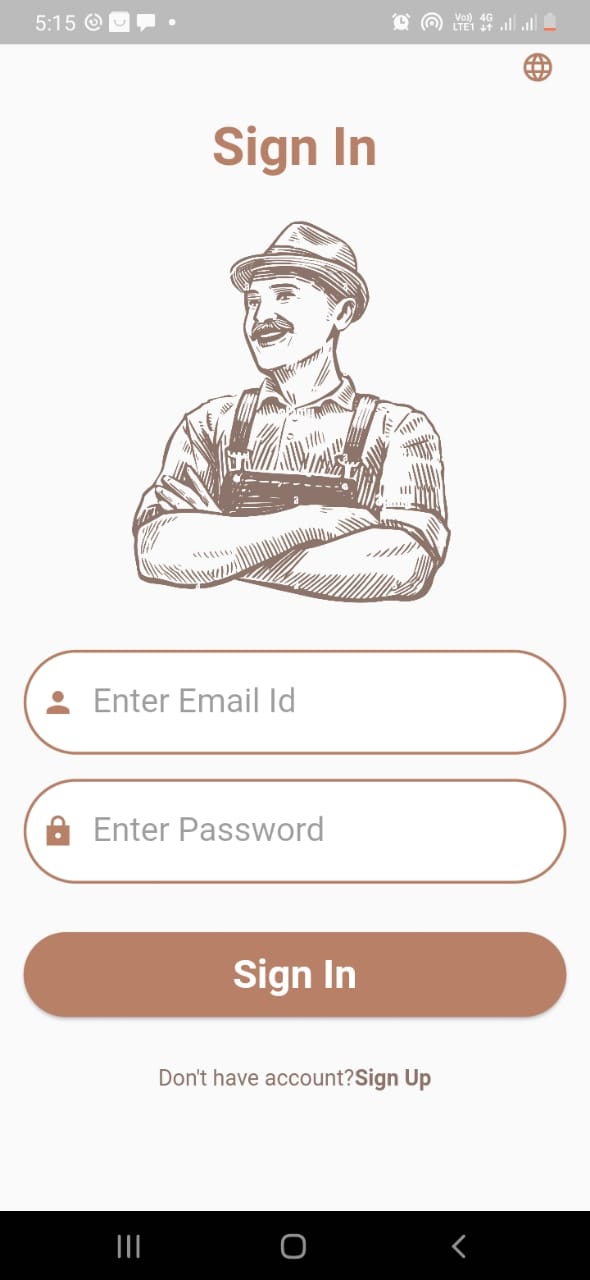 5:15 Vo)) 4G
LTE1
Sign In
Enter Email Id
Enter Password
Sign In
Don't have account?Sign Up